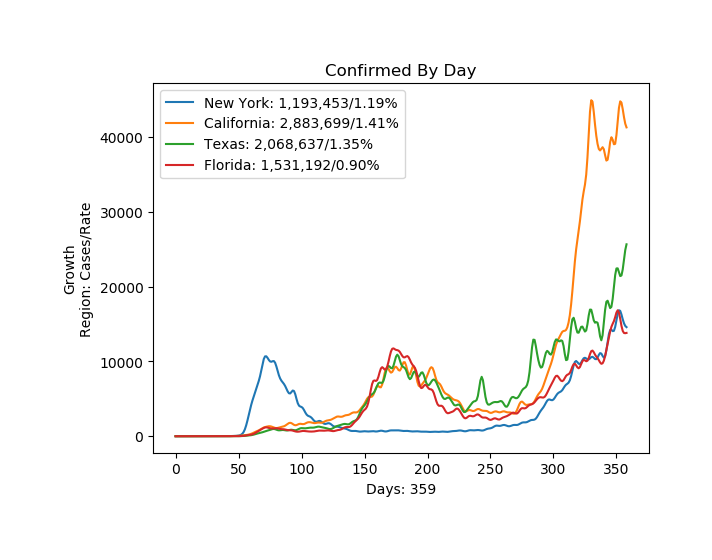 Confirmed By Day
New York: 1,193,453/1.19%
California: 2,883,699/1.41%
Texas: 2,068,637/1.35%
Florida: 1,531,192/0.90%
Growth
Region: Cases/Rate
40000
30000
20000
10000
0
0 50 100 150 200 250 300 350
Days: 359